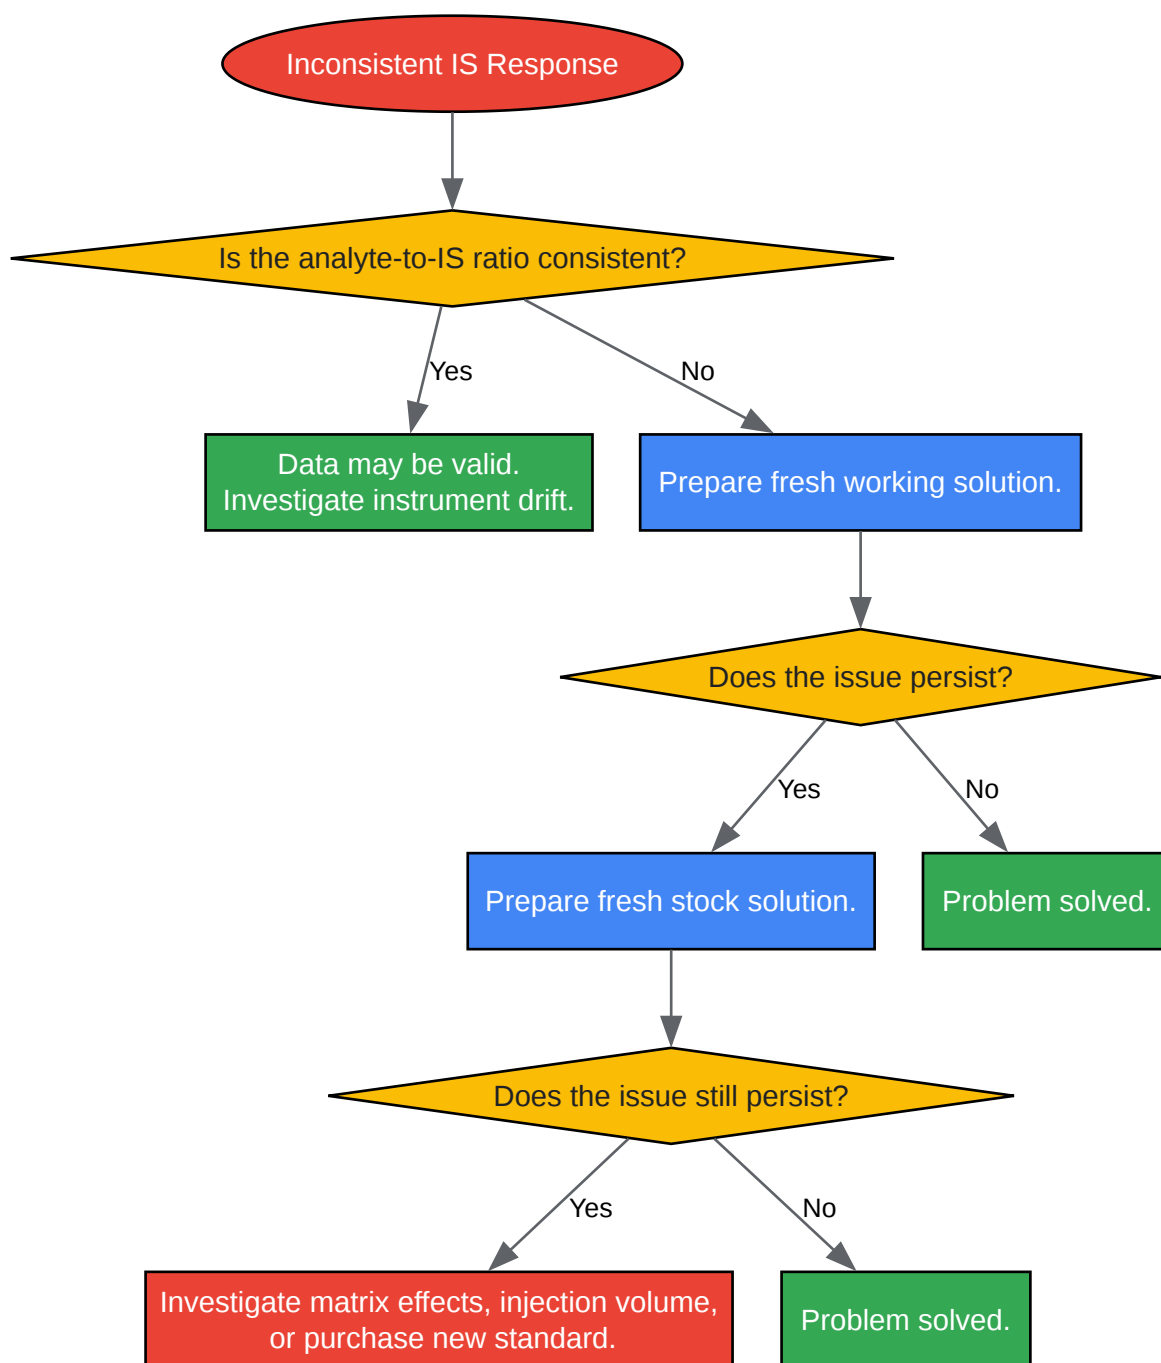 Inconsistent IS Response
Is the analyte-to-IS ratio consistent?
Yes
No
Data may be valid.
Investigate instrument drift.
Prepare fresh working solution.
Does the issue persist?
Yes
No
Prepare fresh stock solution.
Problem solved.
Does the issue still persist?
Yes
No
Investigate matrix effects, injection volume,
or purchase new standard.
Problem solved.